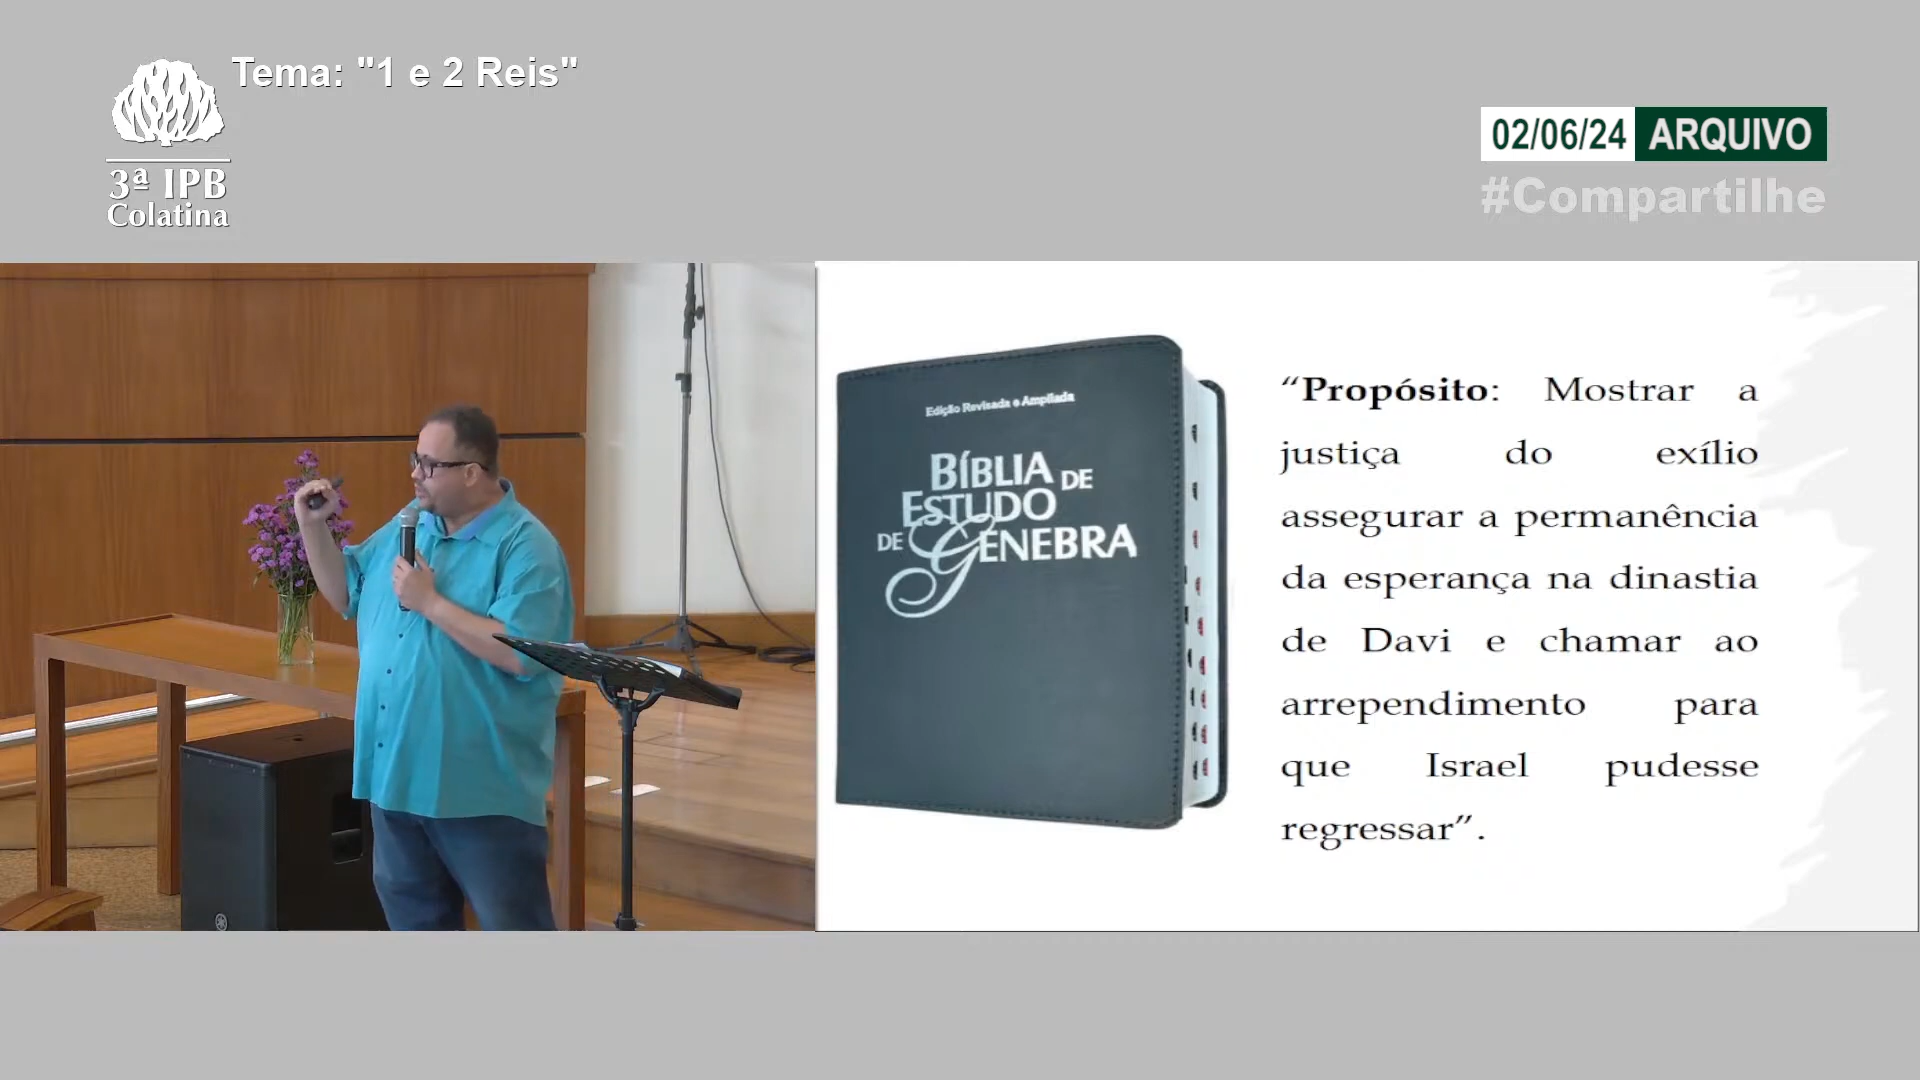 Tema: "1 e 2 Reis"
3ª IPB
Colatina
02/06/24 ARQUIVO
#Compartilhe
Edição Revisada e Ampliada
BÍBLIA DE
ESTUDO
DE GENEBRA
“Propósito: Mostrar a
justiça do exílio
assegurar a permanência
da esperança na dinastia
de Davi e chamar ao
arrependimento para
que Israel pudesse
regressar”.